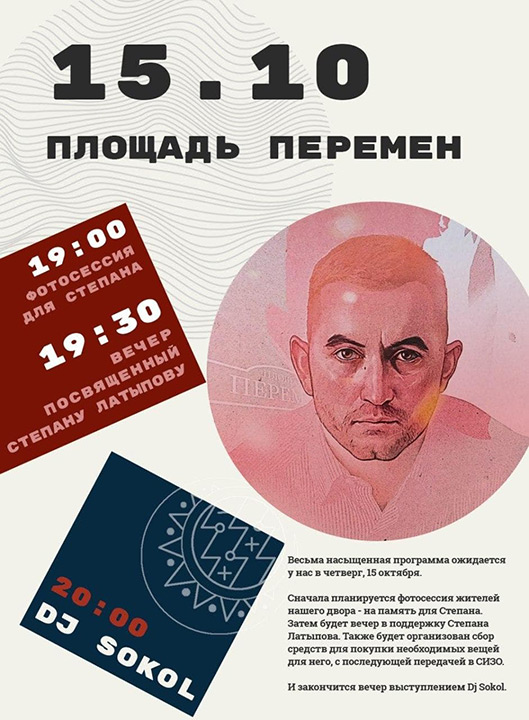 15.10
ПЛОЩАДЬ ПЕРЕМЕН
19:00
ФОТОСЕССИЯ
ДЛЯ СТЕПАНА
19:30
ВЕЧЕР
ПОСВЯЩЕННЫЙ
СТЕПАНУ ЛАТЫПОВУ
20:00
DJ SOKOL
Весьма насыщенная программа ожидается
у нас в четверг, 15 октября.
Сначала планируется фотосессия жителей
нашего двора - на память для Степана.
Затем будет вечер в поддержку Степана
Латыпова. Также будет организован сбор
средств для покупки необходимых вещей
для него, с последующей передачей в СИЗО.
И закончится вечер выступлением Dj Sokol.